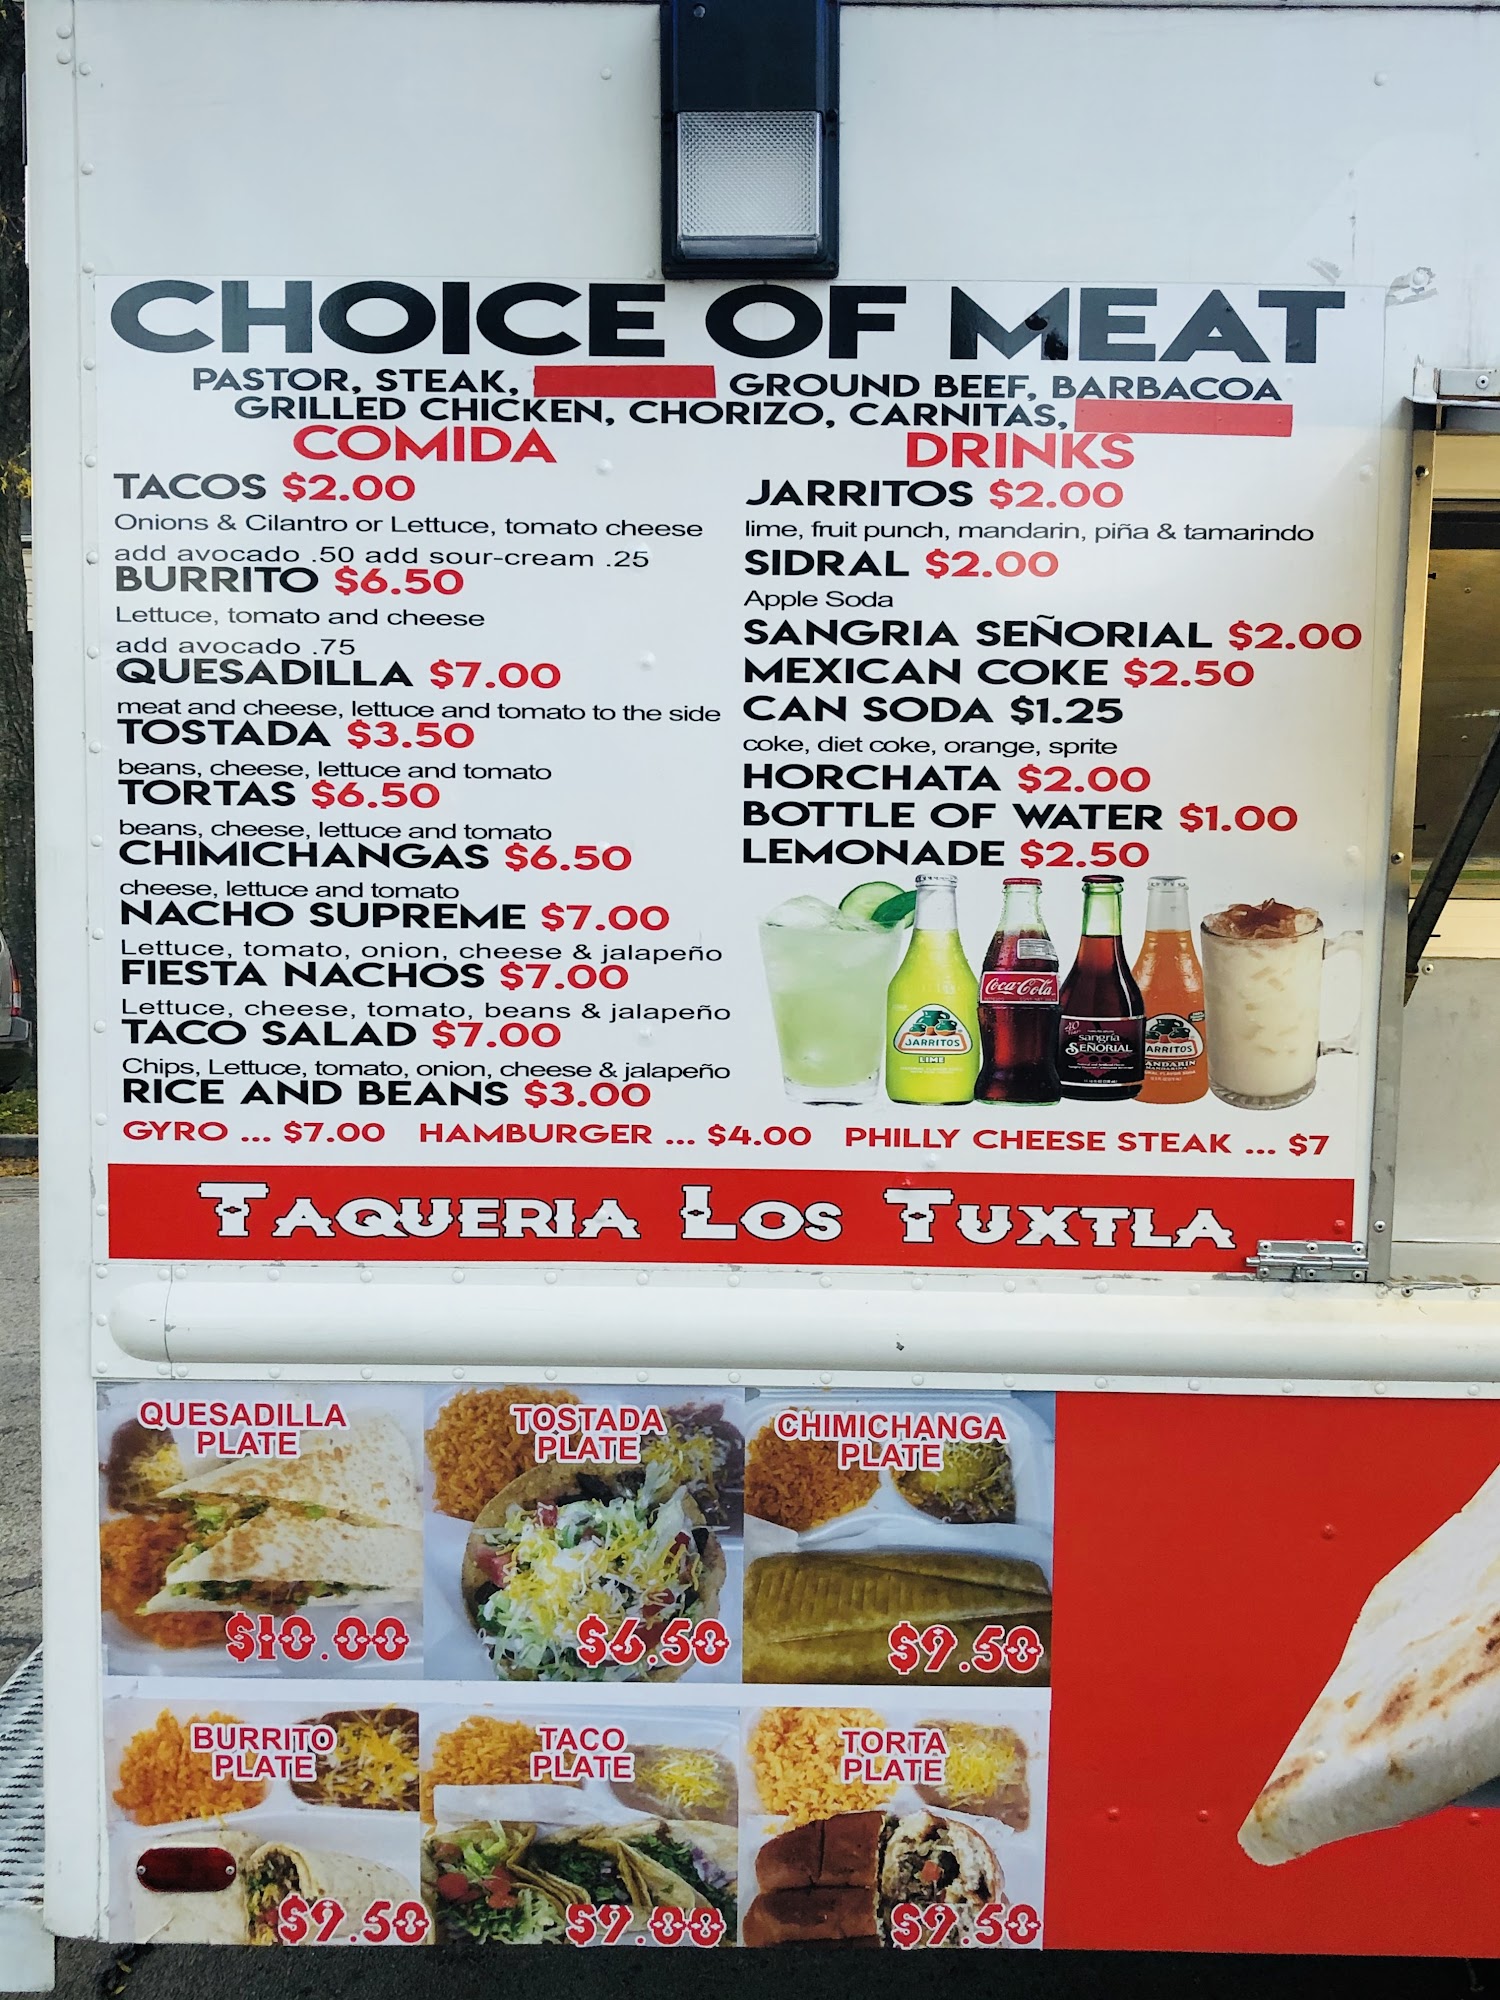 CHOICE OF MEAT
PASTOR, STEAK, GROUND BEEF, BARBACOA
GRILLED CHICKEN, CHORIZO, CARNITAS,
COMIDA
TACOS $2.00
Onions & Cilantro or Lettuce, tomato cheese
add avocado .50 add sour-cream .25
BURRITO $6.50
Lettuce, tomato and cheese
add avocado .75
QUESADILLA $7.00
meat and cheese, lettuce and tomato to the side
TOSTADA $3.50
beans, cheese, lettuce and tomato
TORTAS $6.50
beans, cheese, lettuce and tomato
CHIMICHANGAS $6.50
cheese, lettuce and tomato
NACHO SUPREME $7.00
Lettuce, tomato, onion, cheese & jalapeño
FIESTA NACHOS $7.00
Lettuce, cheese, tomato, beans & jalapeño
TACO SALAD $7.00
Chips, Lettuce, tomato, onion, cheese & jalapeño
RICE AND BEANS $3.00
DRINKS
JARRITOS $2.00
lime, fruit punch, mandarin, piña & tamarindo
SIDRAL $2.00
Apple Soda
SANGRIA SEÑORIAL $2.00
MEXICAN COKE $2.50
CAN SODA $1.25
coke, diet coke, orange, sprite
HORCHATA $2.00
BOTTLE OF WATER $1.00
LEMONADE $2.50
JARRITOS
LIME
Coca-Cola
sangría
SEÑORIAL
ARRITOS
ANDARIN
GYRO ... $7.00 HAMBURGER ... $4.00 PHILLY CHEESE STEAK ... $7
TAQUERIA LOS TUXTLA
QUESADILLA
PLATE
$10.00
TOSTADA
PLATE
$6.50
CHIMICHANGA
PLATE
$9.50
BURRITO
PLATE
$9.50
TACO
PLATE
$9.00
TORTA
PLATE
$9.50